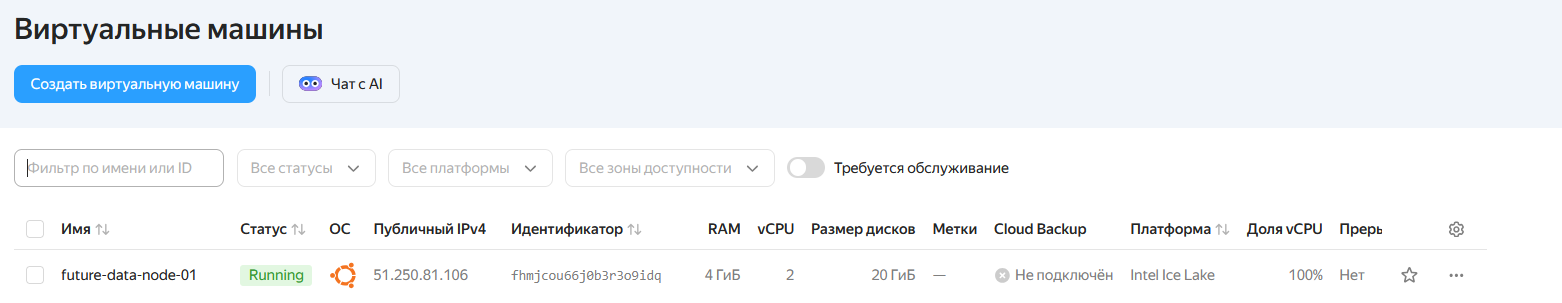 Виртуальные машины
Создать виртуальную машину Чат с AI
Фильтр по имени или ID Все статусы Все платформы Все зоны доступности Требуется обслуживание
Имя Статус ОС Публичный IPv4 Идентификатор RAM vCPU Размер дисков Метки Cloud Backup Платформа Доля vCPU Преры
future-data-node-01 Running 51.250.81.106 fhmjcou66j0b3r3o9idq 4 ГиБ 2 20 ГиБ — Не подключён Intel Ice Lake 100% Нет